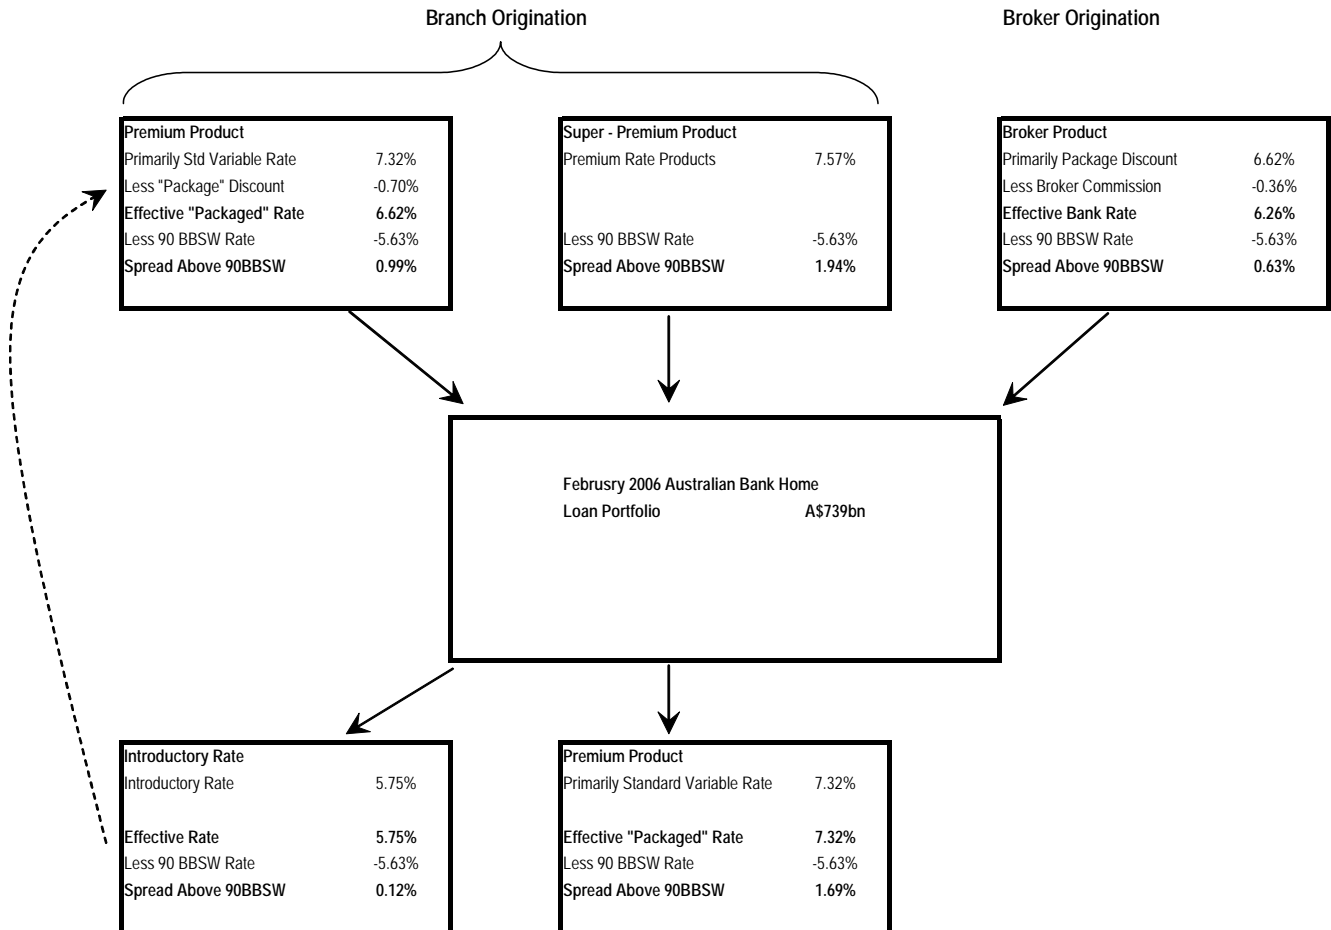 Branch Origination
Broker Origination
Premium Product
Primarily Std Variable Rate 7.32%
Less "Package" Discount -0.70%
Effective "Packaged" Rate 6.62%
Less 90 BBSW Rate -5.63%
Spread Above 90BBSW 0.99%
Super - Premium Product
Premium Rate Products 7.57%
Less 90 BBSW Rate -5.63%
Spread Above 90BBSW 1.94%
Broker Product
Primarily Package Discount 6.62%
Less Broker Commission -0.36%
Effective Bank Rate 6.26%
Less 90 BBSW Rate -5.63%
Spread Above 90BBSW 0.63%
Februsry 2006 Australian Bank Home
Loan Portfolio A$739bn
Introductory Rate
Introductory Rate 5.75%
Effective Rate 5.75%
Less 90 BBSW Rate -5.63%
Spread Above 90BBSW 0.12%
Premium Product
Primarily Standard Variable Rate 7.32%
Effective "Packaged" Rate 7.32%
Less 90 BBSW Rate -5.63%
Spread Above 90BBSW 1.69%